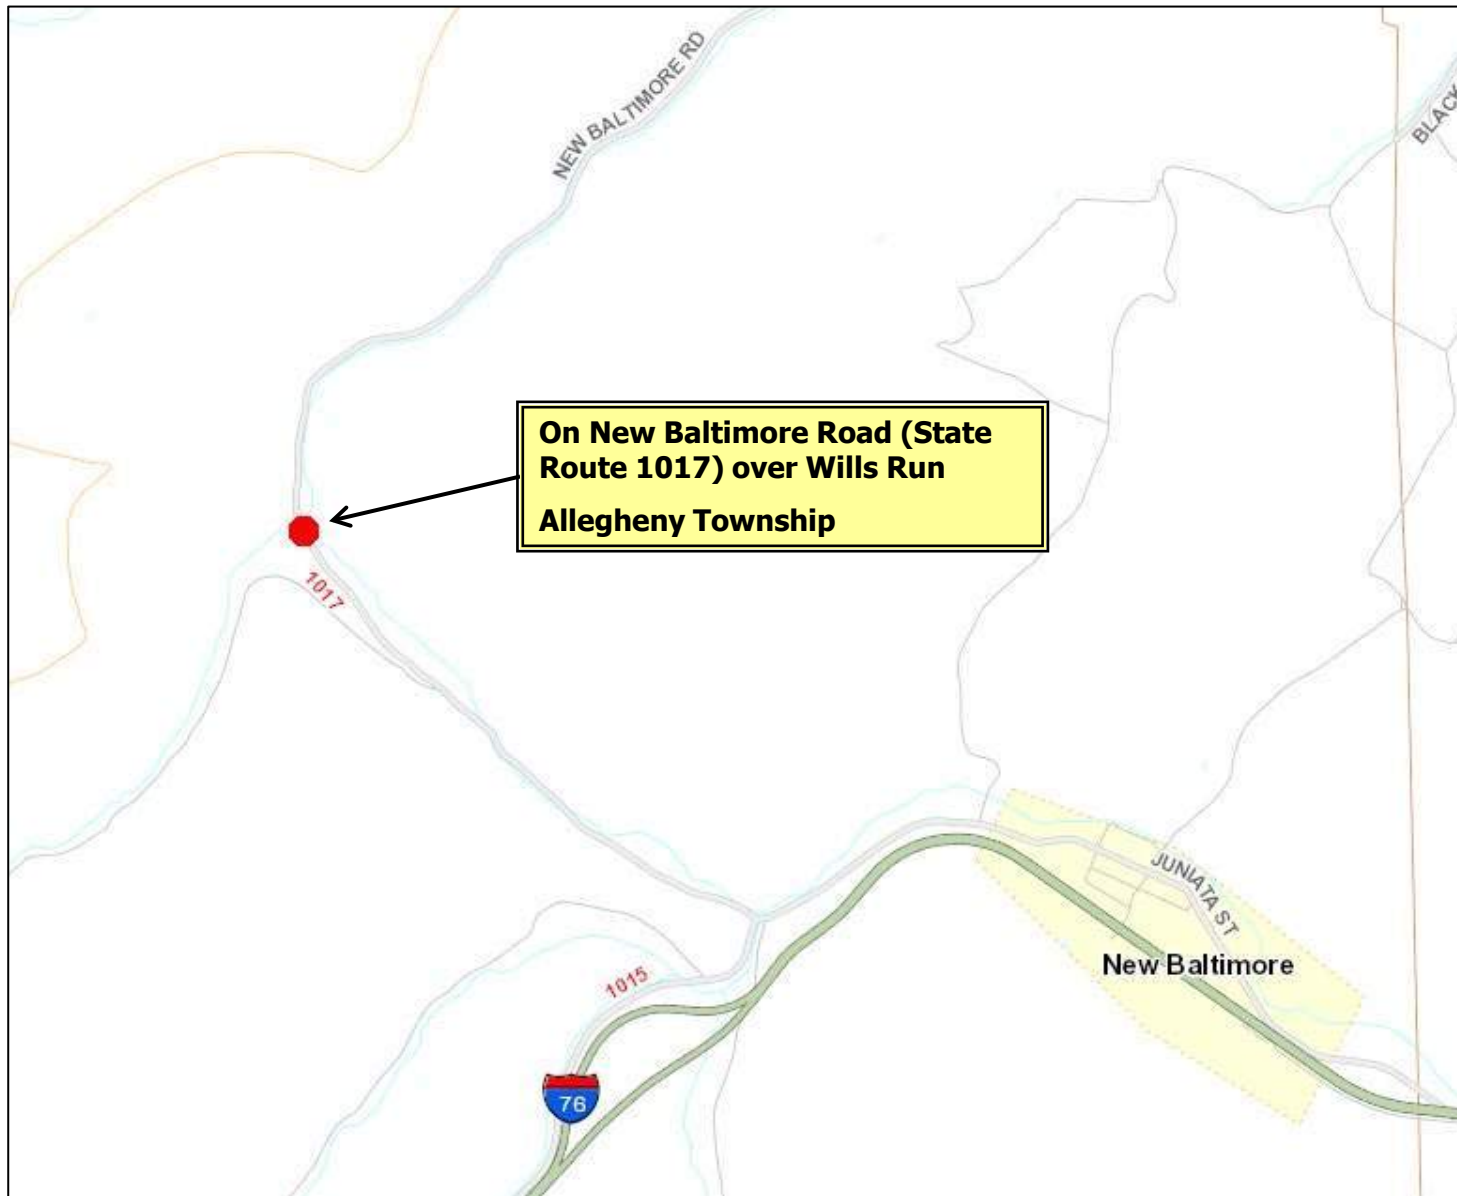 NEW BALTIMORE RD
BLACK
On New Baltimore Road (State
Route 1017) over Wills Run
Allegheny Township
1017
JUNIATA ST
New Baltimore
1015
76